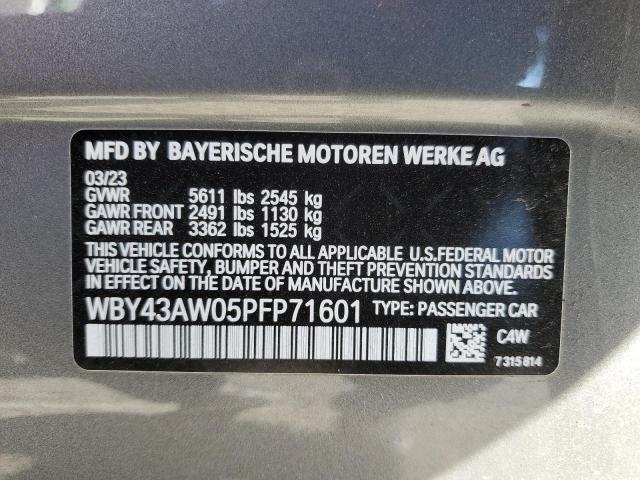 MFD BY BAYERISCHE MOTOREN WERKE AG
03/23
GVWR 5611 lbs 2545 kg
GAWR FRONT 2491 lbs 1130 kg
GAWR REAR 3362 lbs 1525 kg
THIS VEHICLE CONFORMS TO ALL APPLICABLE U.S.FEDERAL MOTOR
VEHICLE SAFETY, BUMPER AND THEFT PREVENTION STANDARDS
IN EFFECT ON THE DATE OF MANUFACTURE SHOWN ABOVE.
WBY43AW05PFP71601 TYPE: PASSENGER CAR
C4W
7315814